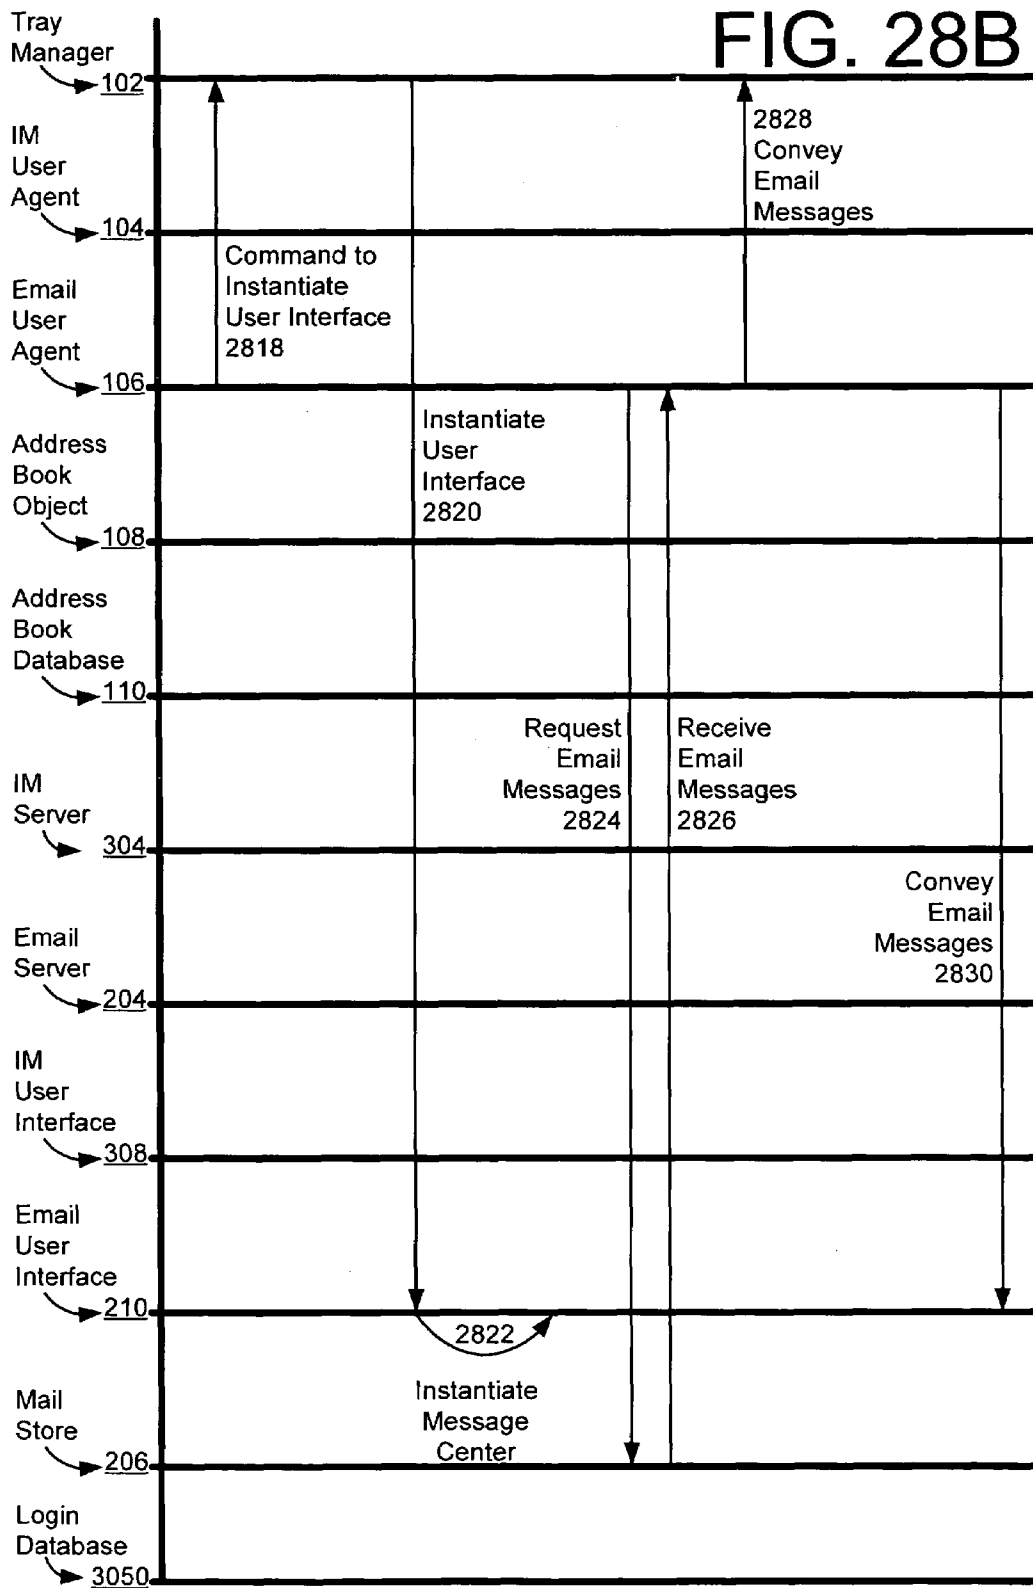 FIG. 28B
Tray
Manager
102
IM
User
Agent
104
Email
User
Agent
106
Address
Book
Object
108
Address
Book
Database
110
IM
Server
304
Email
Server
204
IM
User
Interface
308
Email
User
Interface
210
Mail
Store
206
Login
Database
3050
Command to
Instantiate
User Interface
2818
Instantiate
User
Interface
2820
2822
Instantiate
Message
Center
Request
Email
Messages
2824
Receive
Email
Messages
2826
2828
Convey
Email
Messages
Convey
Email
Messages
2830